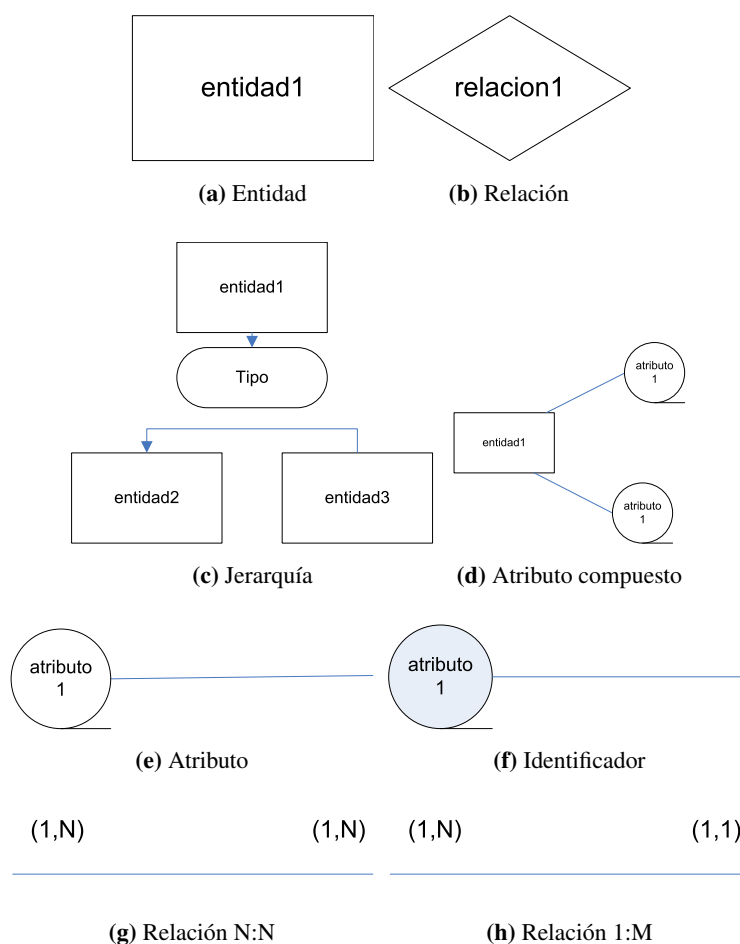 entidad1
relacion1
(a) Entidad
(b) Relación
entidad1
Tipo
entidad2
entidad3
atributo
1
entidad1
atributo
1
(c) Jerarquía
(d) Atributo compuesto
atributo
1
atributo
1
(e) Atributo
(f) Identificador
(1,N)
(1,N)
(1,N)
(1,1)
(g) Relación N:N
(h) Relación 1:M